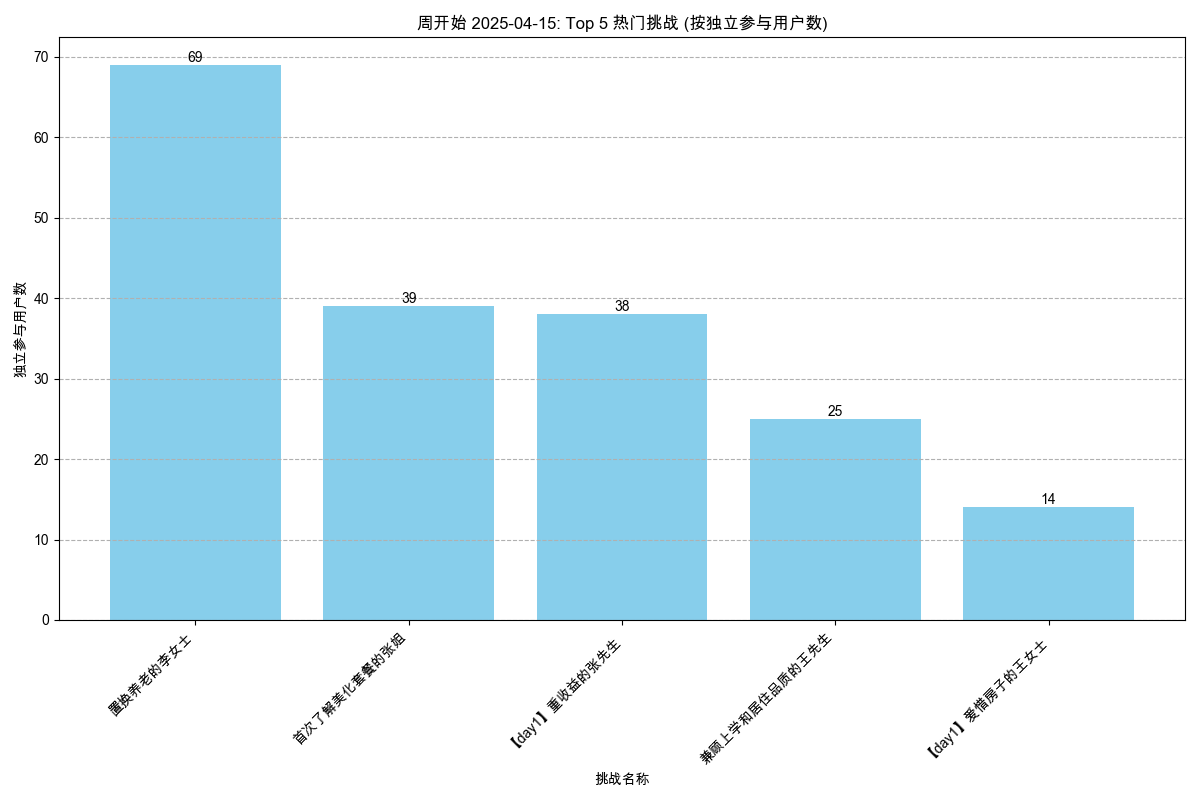 周开始 2025-04-15: Top 5 热门挑战 (按独立参与用户数)
独立参与用户数
70
60
50
40
30
20
10
0
69
39
38
25
14
置换养老的李女士
首次了解美化套餐的张姐
【day1】重收益的张先生
兼顾上学和居住品质的王先生
【day1】爱惜房子的王女士
挑战名称